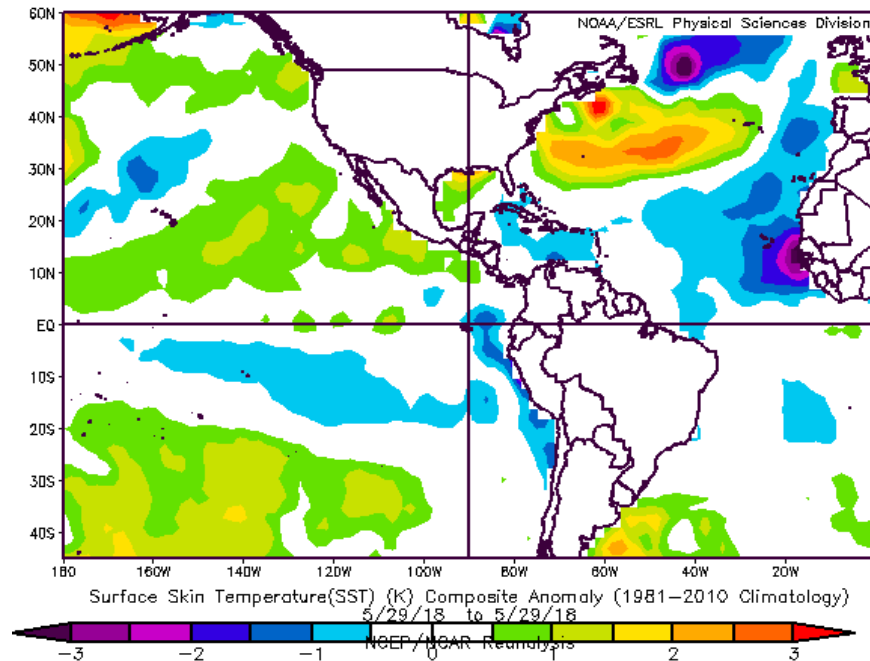 NOAA/ESRL Physical Sciences Division
60N
50N
40N
30N
20N
10N
EQ
10S
20S
30S
40S
180 160W 140W 120W 100W 80W 60W 40W 20W
Surface Skin Temperature(SST) (K) Composite Anomaly (1981-2010 Climatology)
5/29/18 to 5/29/18
NCEP/NCAR Reanalysis
-3 -2 -1 0 1 2 3